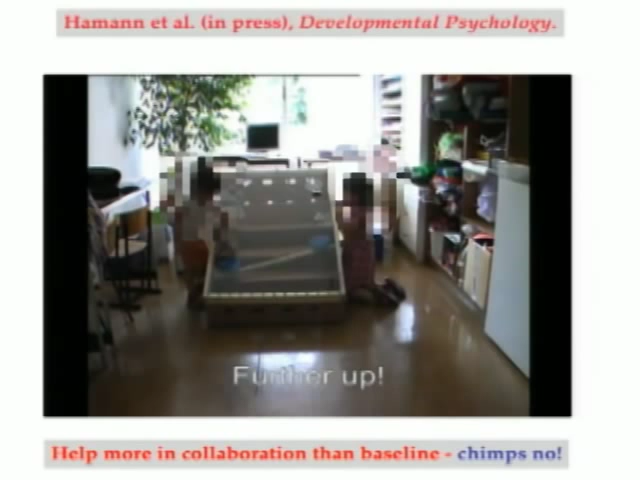 Hamann et al. (in press), Developmental Psychology.
Further up!
Help more in collaboration than baseline - chimps no!